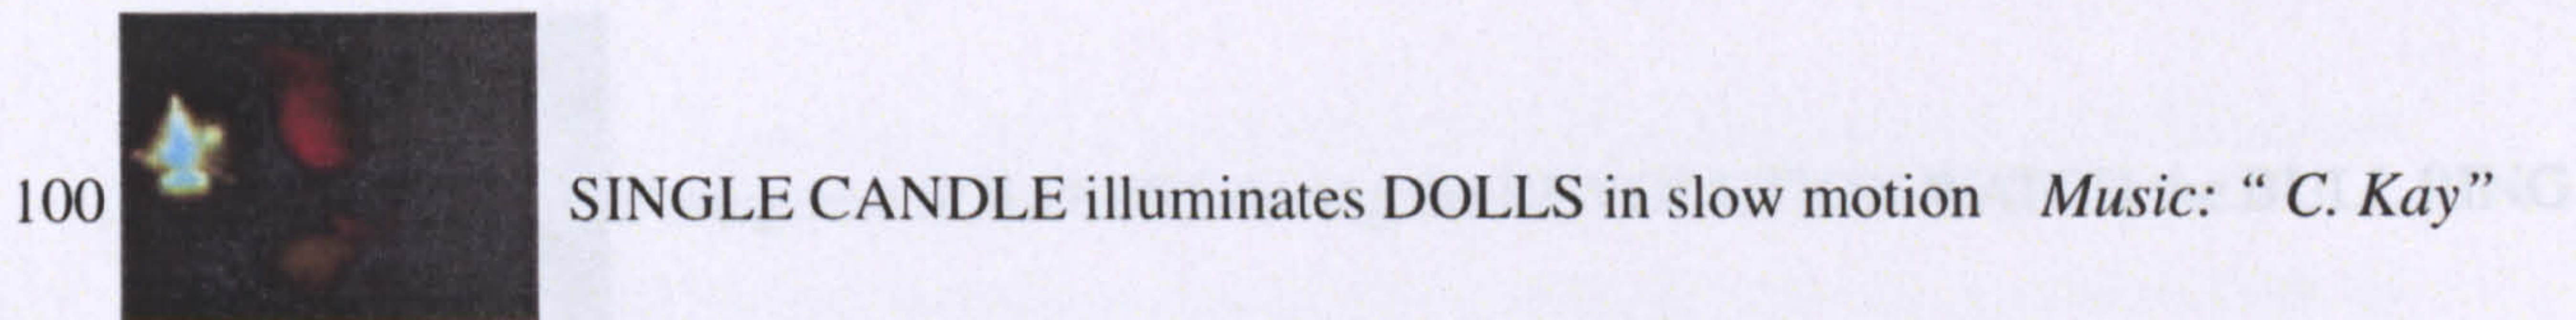 100 SINGLE CANDLE illuminates DOLLS in slow motion Music: “ C. Kay”